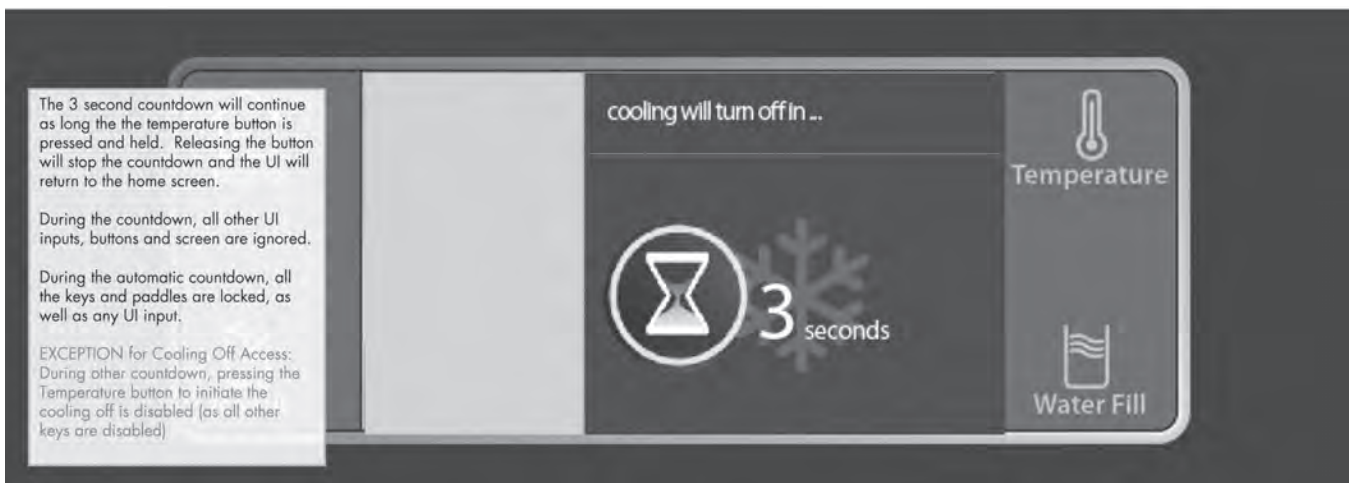 The 3 second countdown will continue
as long the the temperature button is
pressed and held. Releasing the button
will stop the countdown and the UI will
return to the home screen.
During the countdown, all other UI
inputs, buttons and screen are ignored.
During the automatic countdown, all
the keys and paddles are locked, as
well as any UI input.
EXCEPTION for Cooling Off Access:
During other countdown, pressing the
Temperature button to initiate the
cooling off is disabled (as all other
keys are disabled)
cooling will turn off in ...
3 seconds
Temperature
Water Fill